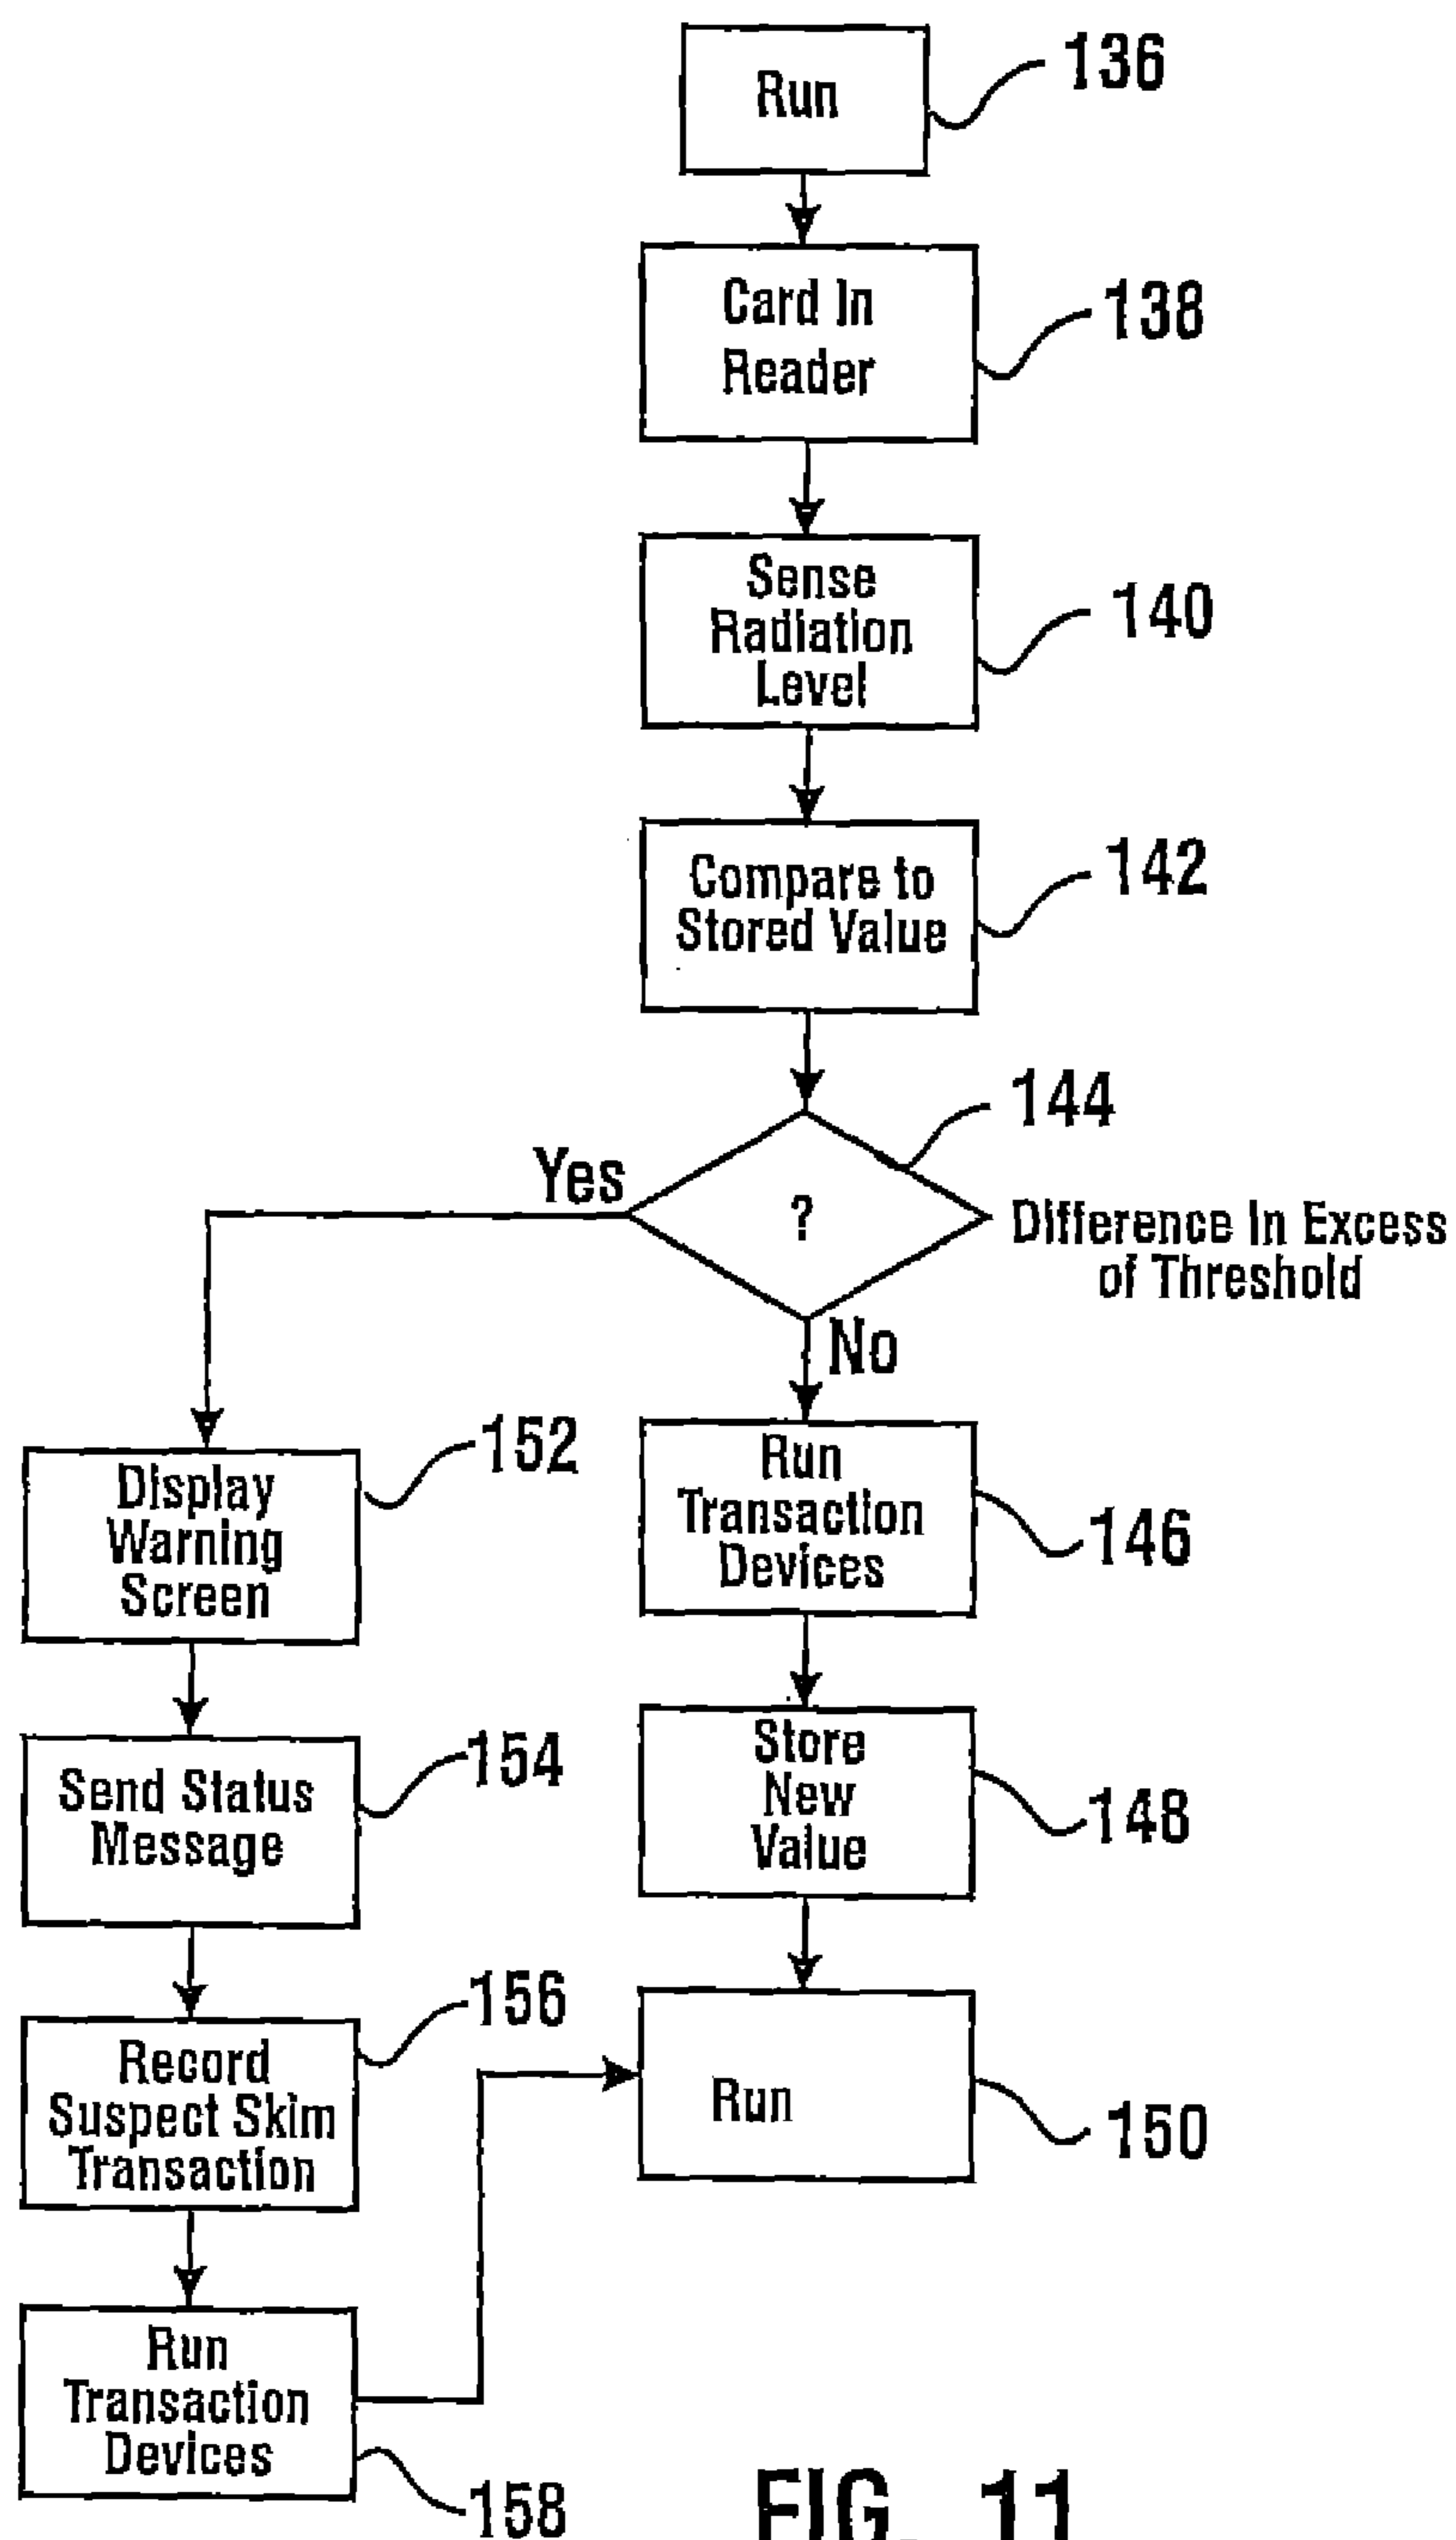 Run
136
Card In
Reader
138
Sense
Radiation
Level
140
Compare to
Stored Value
142
144
Yes
?
Difference In Excess
of Threshold
No
152
Display
Warning
Screen
Run
Transaction
Devices
146
154
Send Status
Message
Store
New
Value
148
156
Record
Suspect Skim
Transaction
Run
150
Run
Transaction
Devices
158
FIG. 11